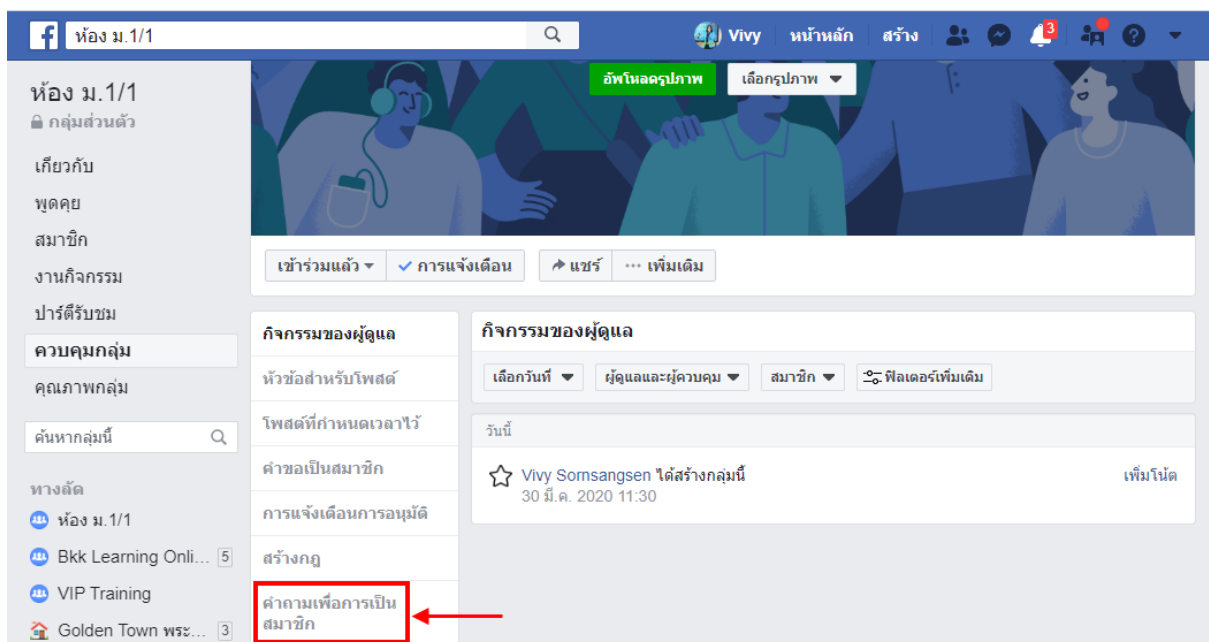 f ห้อง ม.1/1 Vivy หน้าหลัก สร้าง 3
ห้อง ม.1/1
กลุ่มส่วนตัว
เกี่ยวกับ
พูดคุย
สมาชิก
งานกิจกรรม
ปาร์ตี้รับชม
ควบคุมกลุ่ม
คุณภาพกลุ่ม
ค้นหากลุ่มนี้
ทางลัด
ห้อง ม.1/1
Bkk Learning Onli... 5
VIP Training
Golden Town พระ... 3
อัพโหลดรูปภาพ เลือกรูปภาพ
เข้าร่วมแล้ว การแจ้งเตือน แชร์ ... เพิ่มเติม
กิจกรรมของผู้ดูแล
หัวข้อสำหรับโพสต์
โพสต์ที่กำหนดเวลาไว้
คำขอเป็นสมาชิก
การแจ้งเตือนการอนุมัติ
สร้างกฎ
คำถามเพื่อการเป็น
สมาชิก
กิจกรรมของผู้ดูแล
เลือกวันที่ ผู้ดูแลและผู้ควบคุม สมาชิก ฟิลเตอร์เพิ่มเติม
วันนี้
Vivy Somsangsen ได้สร้างกลุ่มนี้ เพิ่มโน้ต
30 มี.ค. 2020 11:30